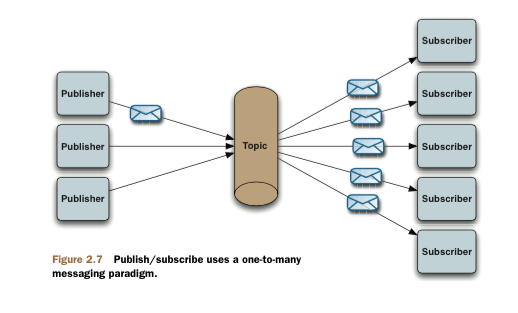 Publisher
Publisher
Publisher
Topic
Subscriber
Subscriber
Subscriber
Subscriber
Subscriber
Figure 2.7 Publish/subscribe uses a one-to-many
messaging paradigm.